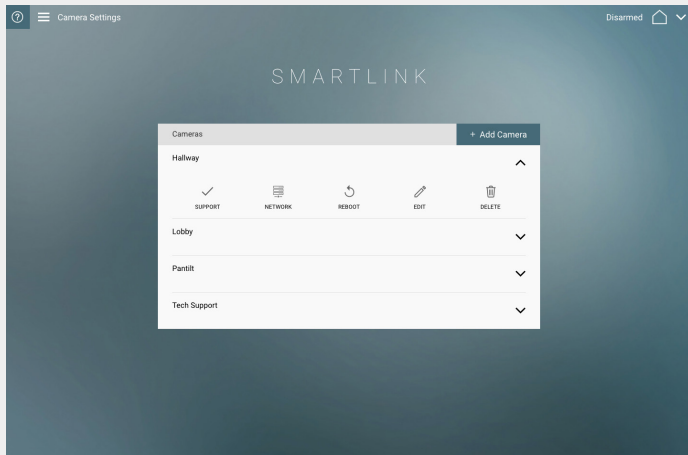 ? Camera Settings Disarmed
SMARTLINK
Cameras + Add Camera
Hallway
SUPPORT NETWORK REBOOT EDIT DELETE
Lobby
Pantilt
Tech Support